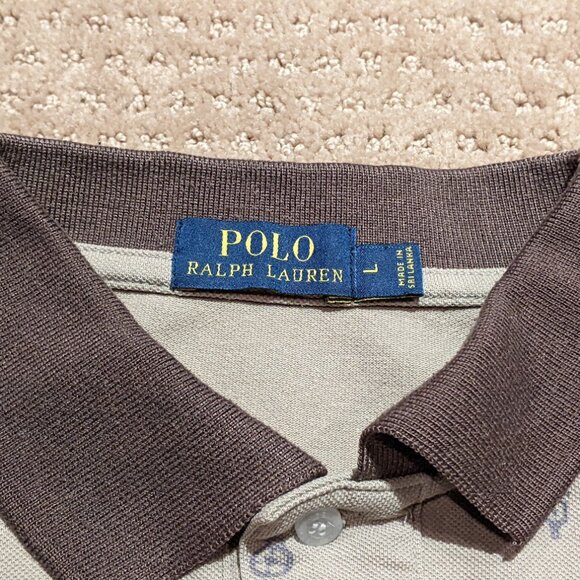 POLO
RALPH LAUREN
L
MADE IN
SRI LANKA